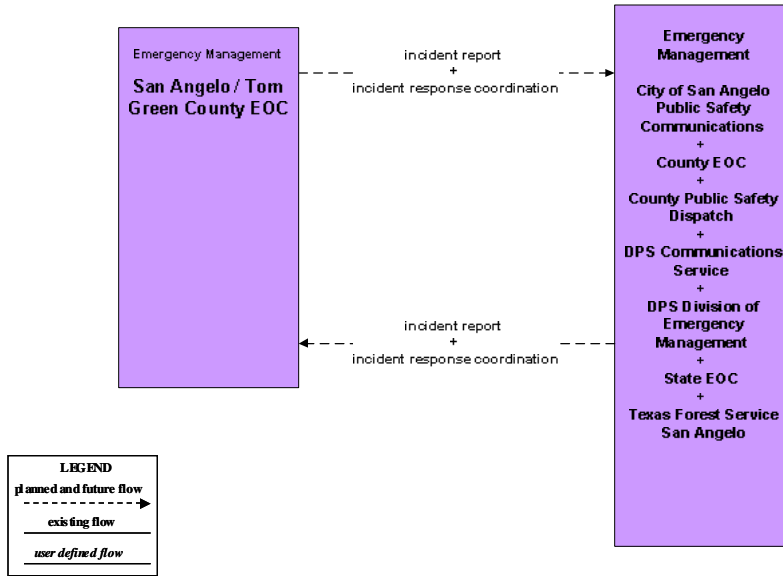 Emergency Management
San Angelo / Tom
Green County EOC
incident report
+
incident response coordination
incident report
+
incident response coordination
Emergency
Management
City of San Angelo
Public Safety
Communications
+
County EOC
+
County Public Safety
Dispatch
+
DPS Communications
Service
+
DPS Division of
Emergency
Management
+
State EOC
+
Texas Forest Service
San Angelo
LEGEND
planned and future flow
existing flow
user defined flow